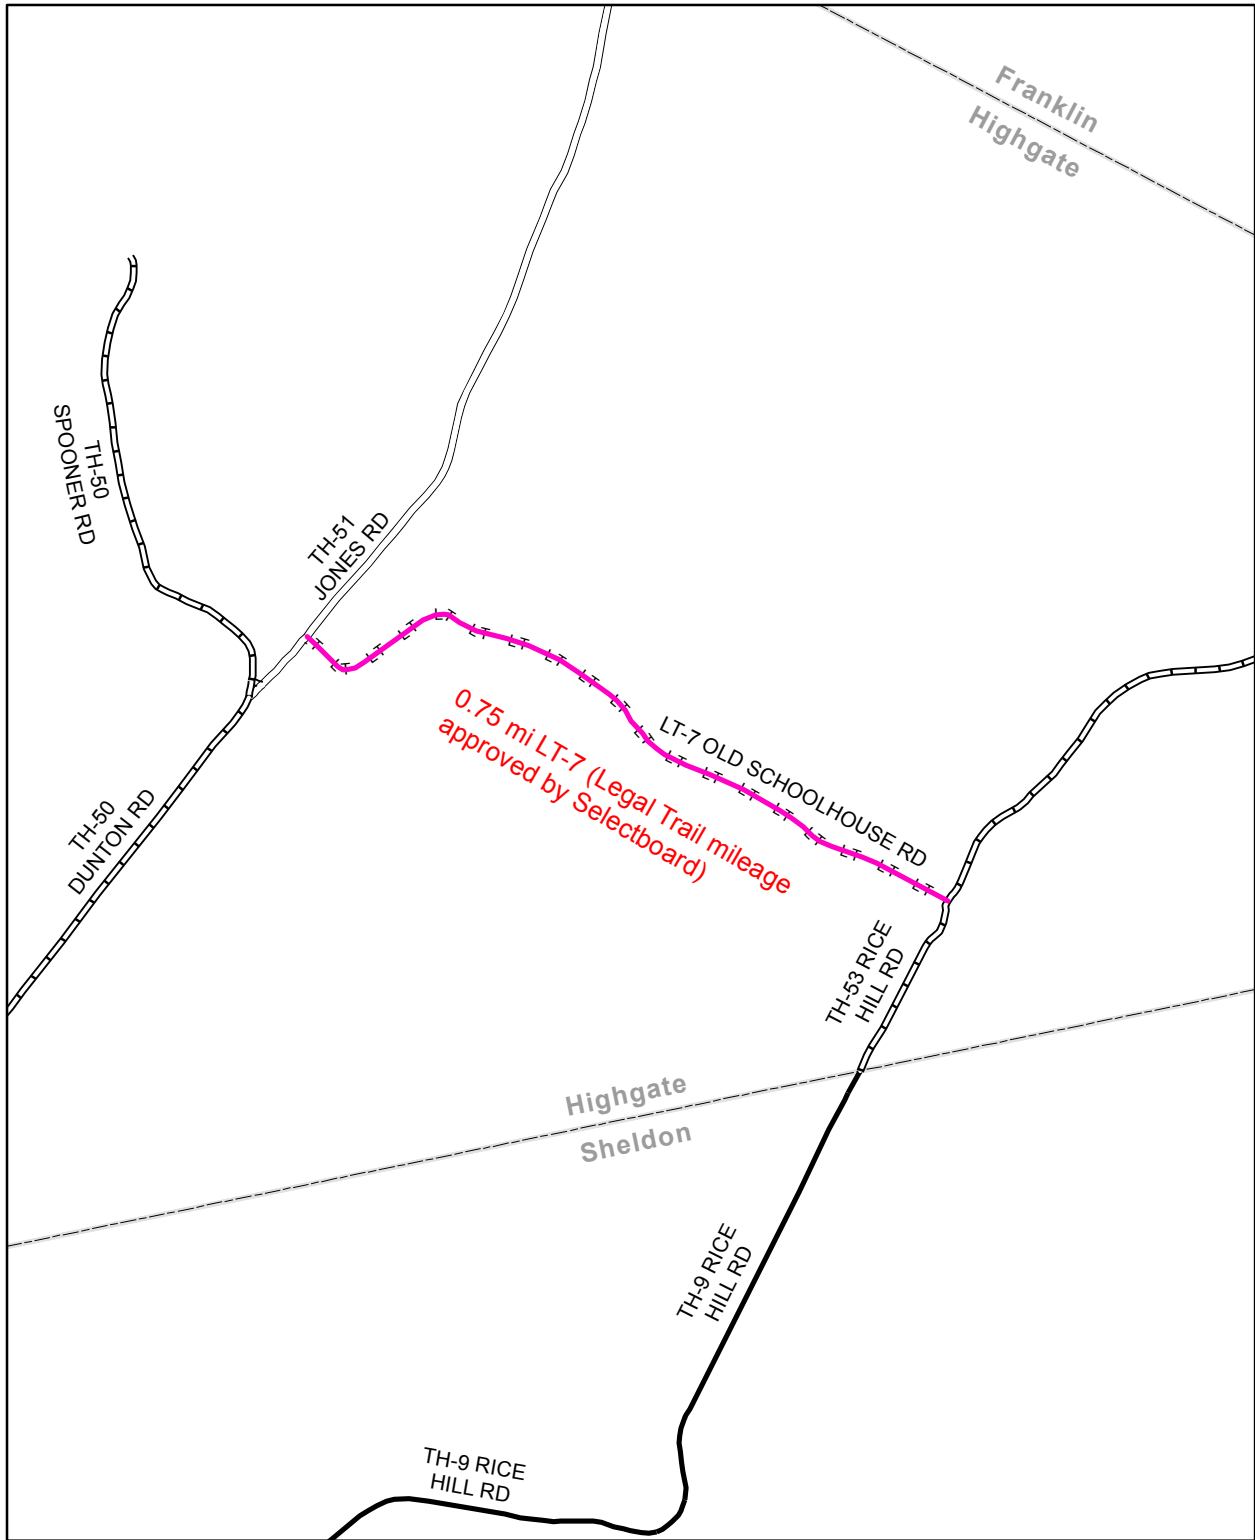 Franklin
Highgate
TH-50
SPOONER RD
TH-51
JONES RD
LT-7 OLD SCHOOLHOUSE RD
0.75 mi LT-7 (Legal Trail mileage
approved by Selectboard)
TH-50
DUNTON RD
TH-53 RICE
HILL RD
Highgate
Sheldon
TH-9 RICE
HILL RD
TH-9 RICE
HILL RD